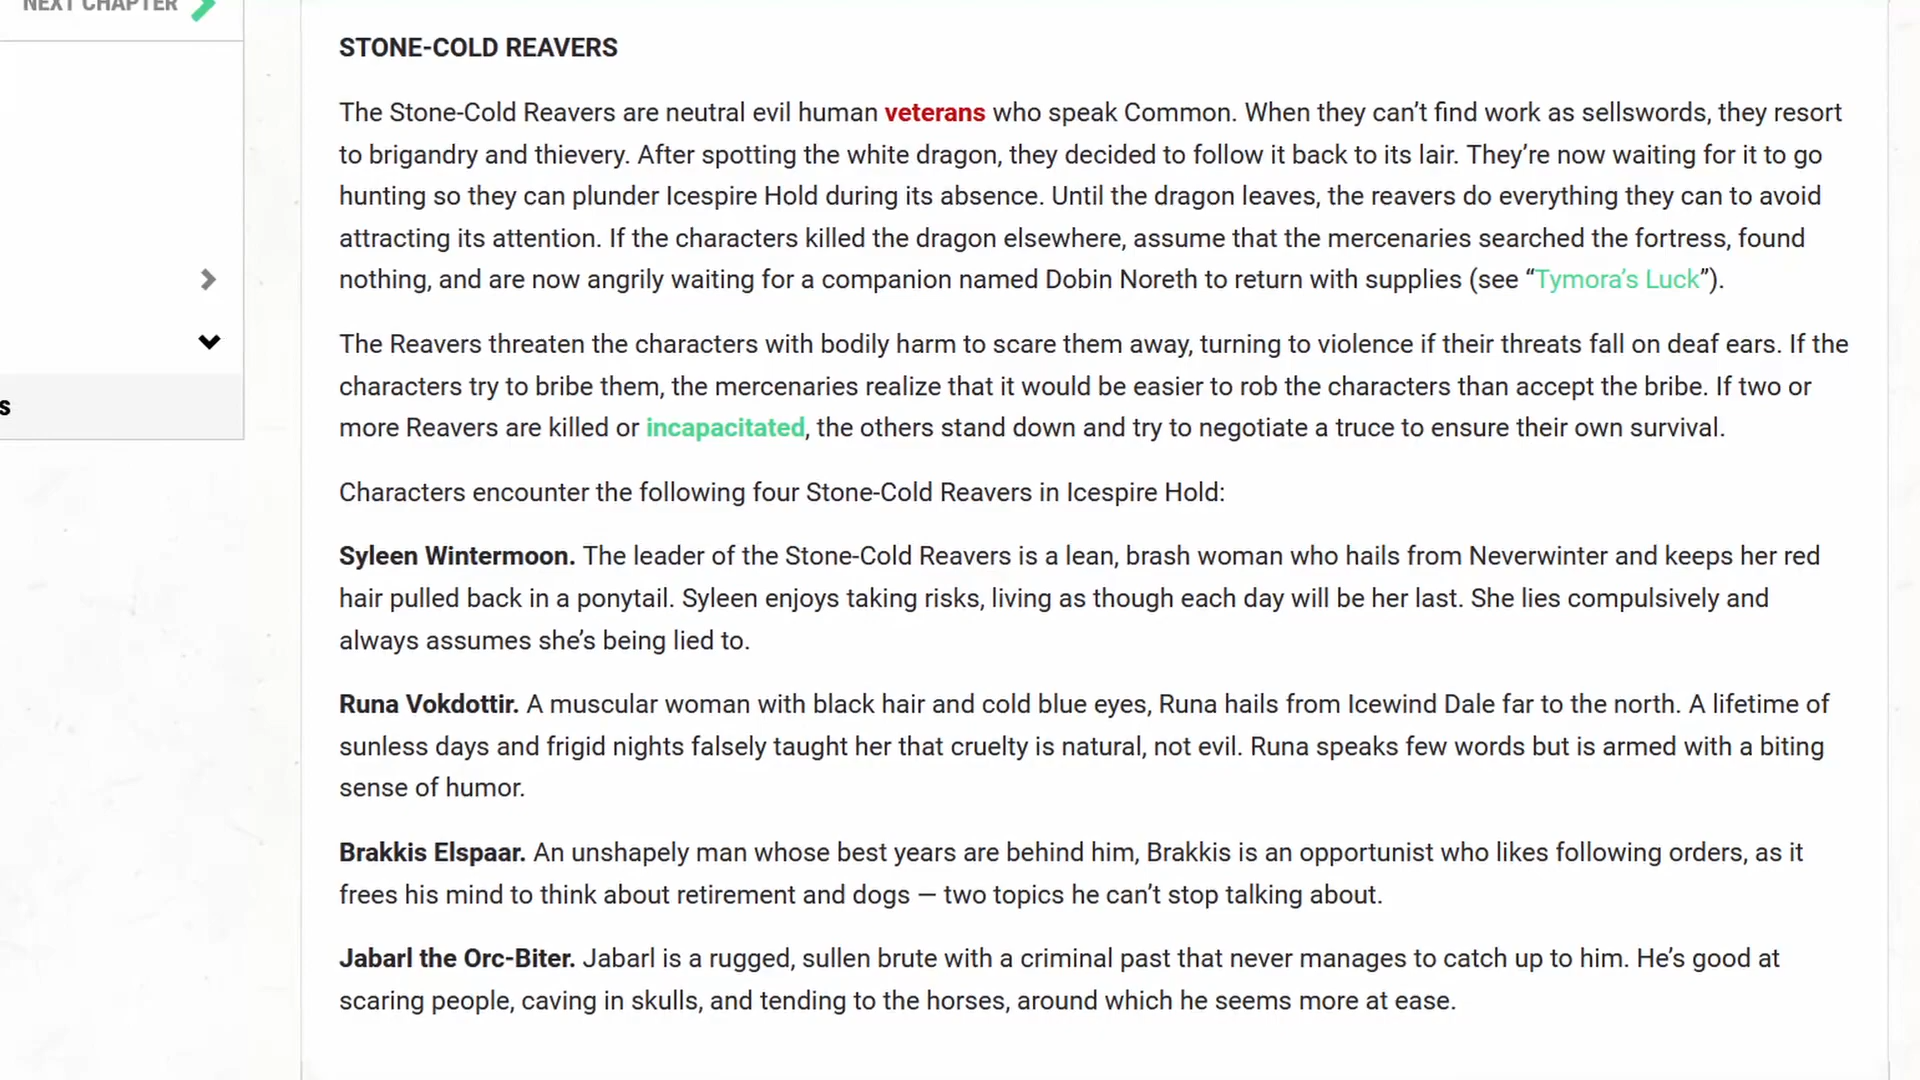 NEXT CHAPTER
s
STONE-COLD REAVERS
The Stone-Cold Reavers are neutral evil human veterans who speak Common. When they can’t find work as sellswords, they resort
to brigandry and thievery. After spotting the white dragon, they decided to follow it back to its lair. They’re now waiting for it to go
hunting so they can plunder Icespire Hold during its absence. Until the dragon leaves, the reavers do everything they can to avoid
attracting its attention. If the characters killed the dragon elsewhere, assume that the mercenaries searched the fortress, found
nothing, and are now angrily waiting for a companion named Dobin Noreth to return with supplies (see “Tymora’s Luck”).
The Reavers threaten the characters with bodily harm to scare them away, turning to violence if their threats fall on deaf ears. If the
characters try to bribe them, the mercenaries realize that it would be easier to rob the characters than accept the bribe. If two or
more Reavers are killed or incapacitated, the others stand down and try to negotiate a truce to ensure their own survival.
Characters encounter the following four Stone-Cold Reavers in Icespire Hold:
Syleen Wintermoon. The leader of the Stone-Cold Reavers is a lean, brash woman who hails from Neverwinter and keeps her red
hair pulled back in a ponytail. Syleen enjoys taking risks, living as though each day will be her last. She lies compulsively and
always assumes she’s being lied to.
Runa Vokdottir. A muscular woman with black hair and cold blue eyes, Runa hails from Icewind Dale far to the north. A lifetime of
sunless days and frigid nights falsely taught her that cruelty is natural, not evil. Runa speaks few words but is armed with a biting
sense of humor.
Brakkis Elspaar. An unshapely man whose best years are behind him, Brakkis is an opportunist who likes following orders, as it
frees his mind to think about retirement and dogs — two topics he can’t stop talking about.
Jabarl the Orc-Biter. Jabarl is a rugged, sullen brute with a criminal past that never manages to catch up to him. He’s good at
scaring people, caving in skulls, and tending to the horses, around which he seems more at ease.